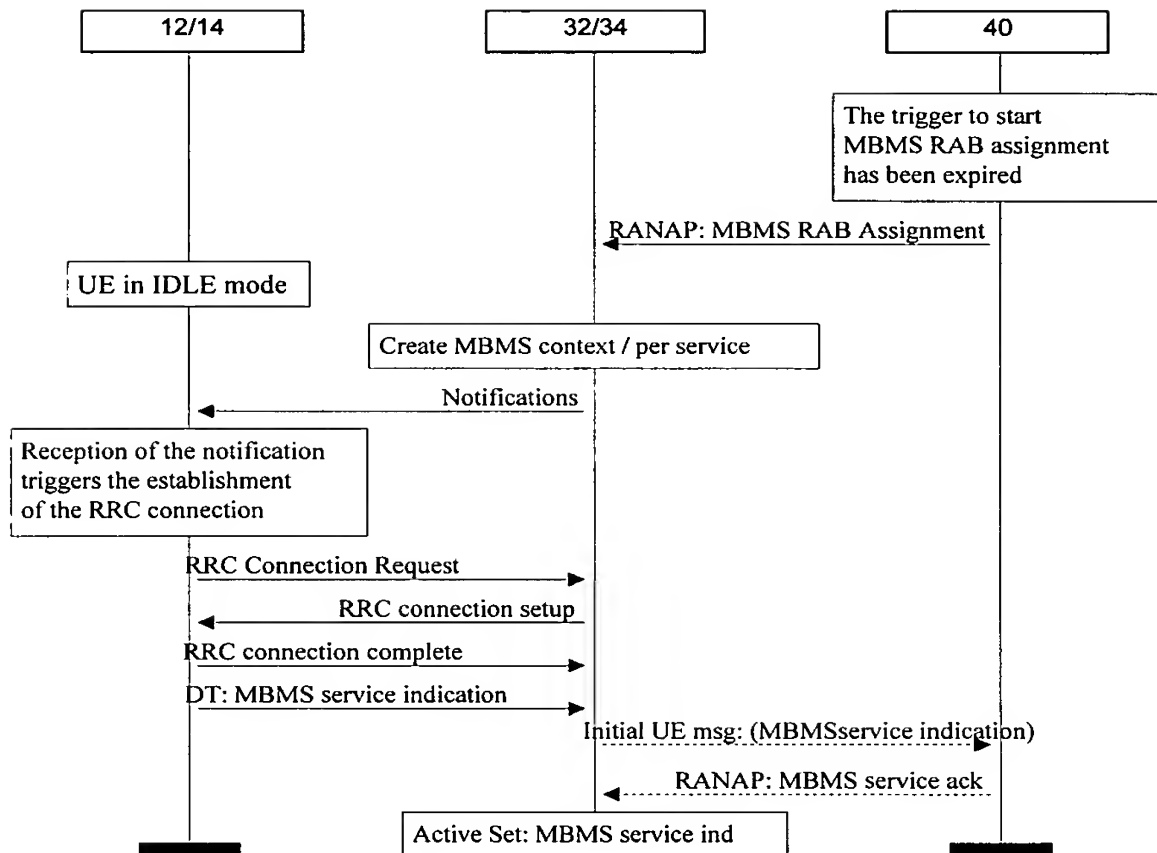 12/14
32/34
40
The trigger to start
MBMS RAB assignment
has been expired
RANAP: MBMS RAB Assignment
UE in IDLE mode
Create MBMS context / per service
Notifications
Reception of the notification
triggers the establishment
of the RRC connection
RRC Connection Request
RRC connection setup
RRC connection complete
DT: MBMS service indication
Initial UE msg: (MBMSservice indication)
RANAP: MBMS service ack
Active Set: MBMS service ind